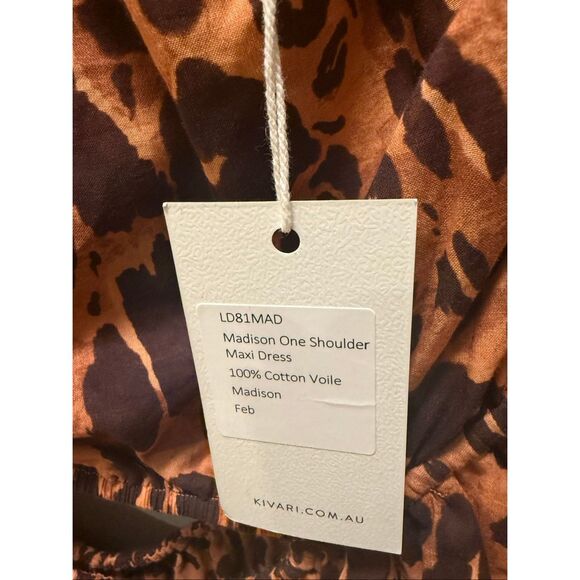 LD81MAD
Madison One Shoulder
Maxi Dress
100% Cotton Voile
Madison
Feb
KIVARI.COM.AU